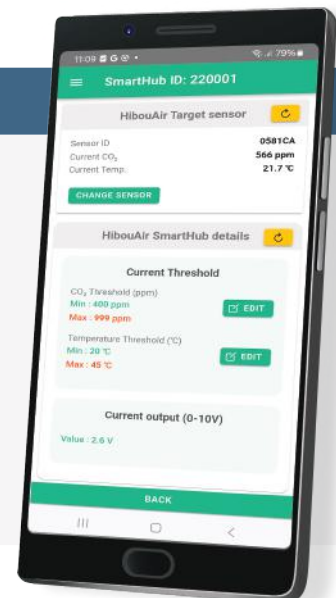 11:09 79%
SmartHub ID: 220001
HibouAir Target sensor
Sensor ID 0581CA
Current CO₂ 566 ppm
Current Temp. 21.7 °C
CHANGE SENSOR
HibouAir SmartHub details
Current Threshold
CO₂ Threshold (ppm)
Min : 400 ppm
EDIT
Max : 999 ppm
Temperature Threshold (°C)
Min : 20 °C
EDIT
Max : 45 °C
Current output (0-10V)
Value : 2.6 V
BACK